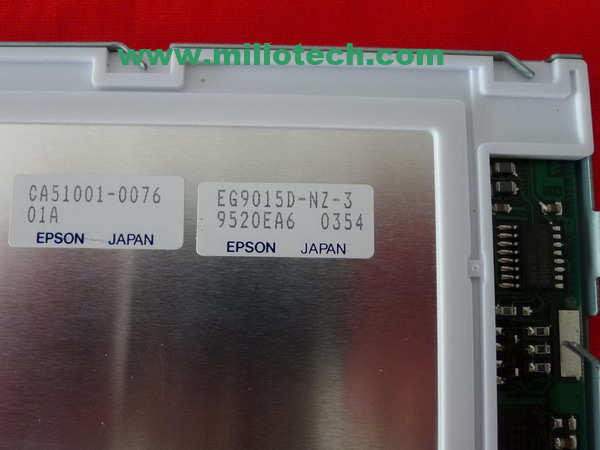 www.millotech.com
CA51001-0076
01A
EPSON JAPAN
EG9015D-NZ-3
9520EA6 0354
EPSON JAPAN